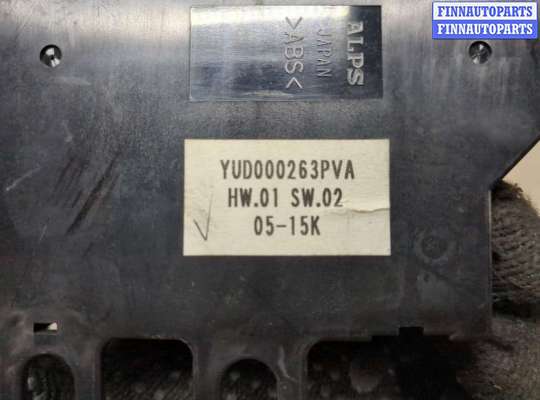 FINNAUTOPARTS
FINNAUTOPARTS
ALPS
JAPAN
>ABS<
YUD000263PVA
HW.01 SW.02
05-15K